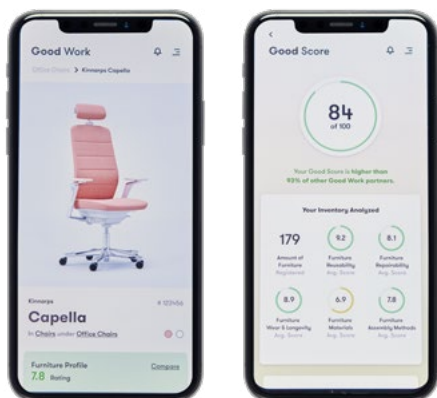 Good Work
Office Chairs > Kinnarps Capella
Kinnarps
# 123456
Capella
In Chairs under Office Chairs
Furniture Profile
7.8 Rating
Compare
Good Score
84
of 100
Your Good Score is higher than
93% of other Good Work partners.
Your Inventory Analyzed
179
Amount of
Furniture
Registered
9.2
Furniture
Reusability
Avg. Score
8.1
Furniture
Repairability
Avg. Score
8.9
Furniture
Wear & Longevity
Avg. Score
6.9
Furniture
Materials
Avg. Score
7.8
Furniture
Assembly Methods
Avg. Score